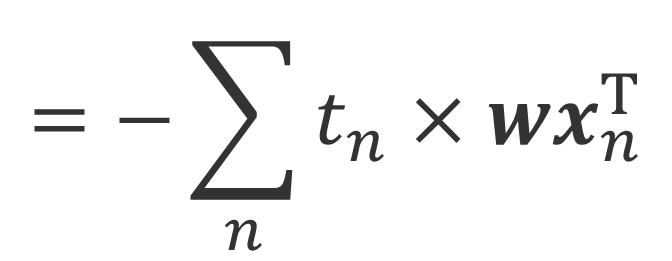 = − ∑ₙ tₙ × 𝒘𝒙ₙᵀ